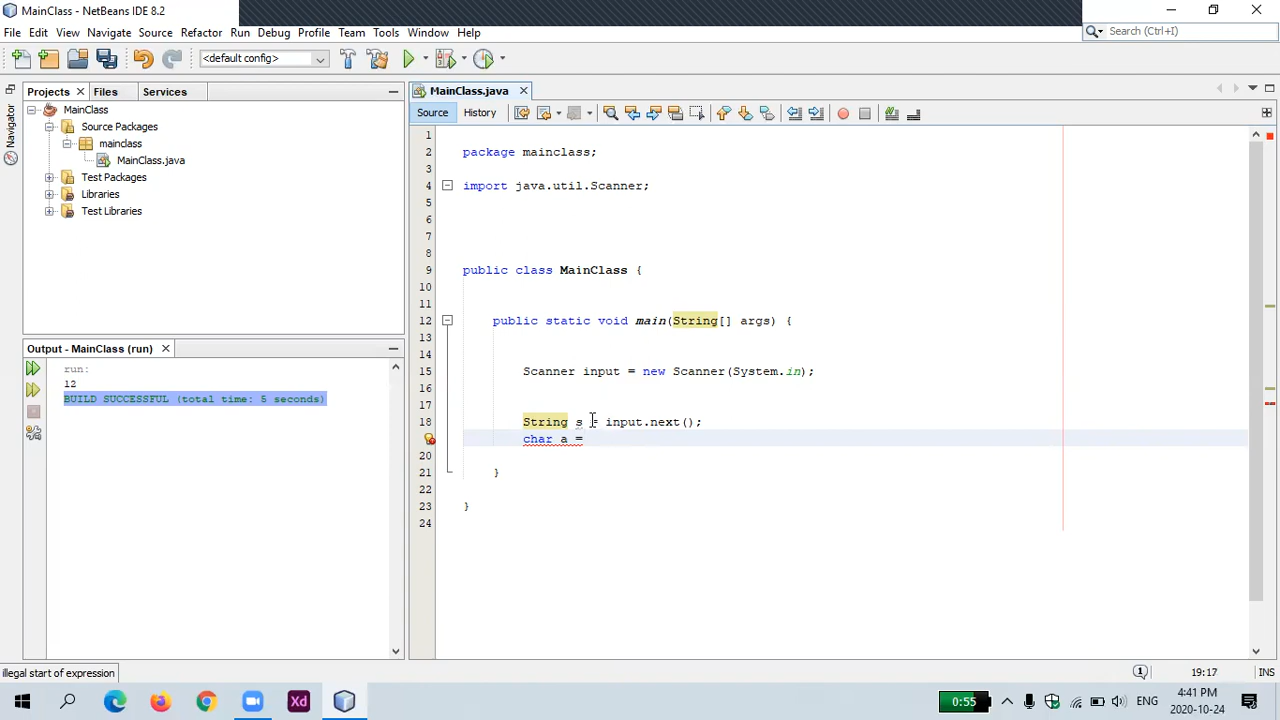 MainClass - NetBeans IDE 8.2
File Edit View Navigate Source Refactor Run Debug Profile Team Tools Window Help
Search (Ctrl+I)
<default config>
Projects Files Services
MainClass
Source Packages
mainclass
MainClass.java
Test Packages
Libraries
Test Libraries
Navigator
Output - MainClass (run)
run:
12
BUILD SUCCESSFUL (total time: 5 seconds)
MainClass.java
Source History
1
2 package mainclass;
3
4 import java.util.Scanner;
5
6
7
8
9 public class MainClass {
10
11
12 public static void main(String[] args) {
13
14
15 Scanner input = new Scanner(System.in);
16
17
18 String s = input.next();
char a =
20
21 }
22
23 }
24
illegal start of expression
1
19:17
INS
Xd
0:55
ENG
4:41 PM
2020-10-24